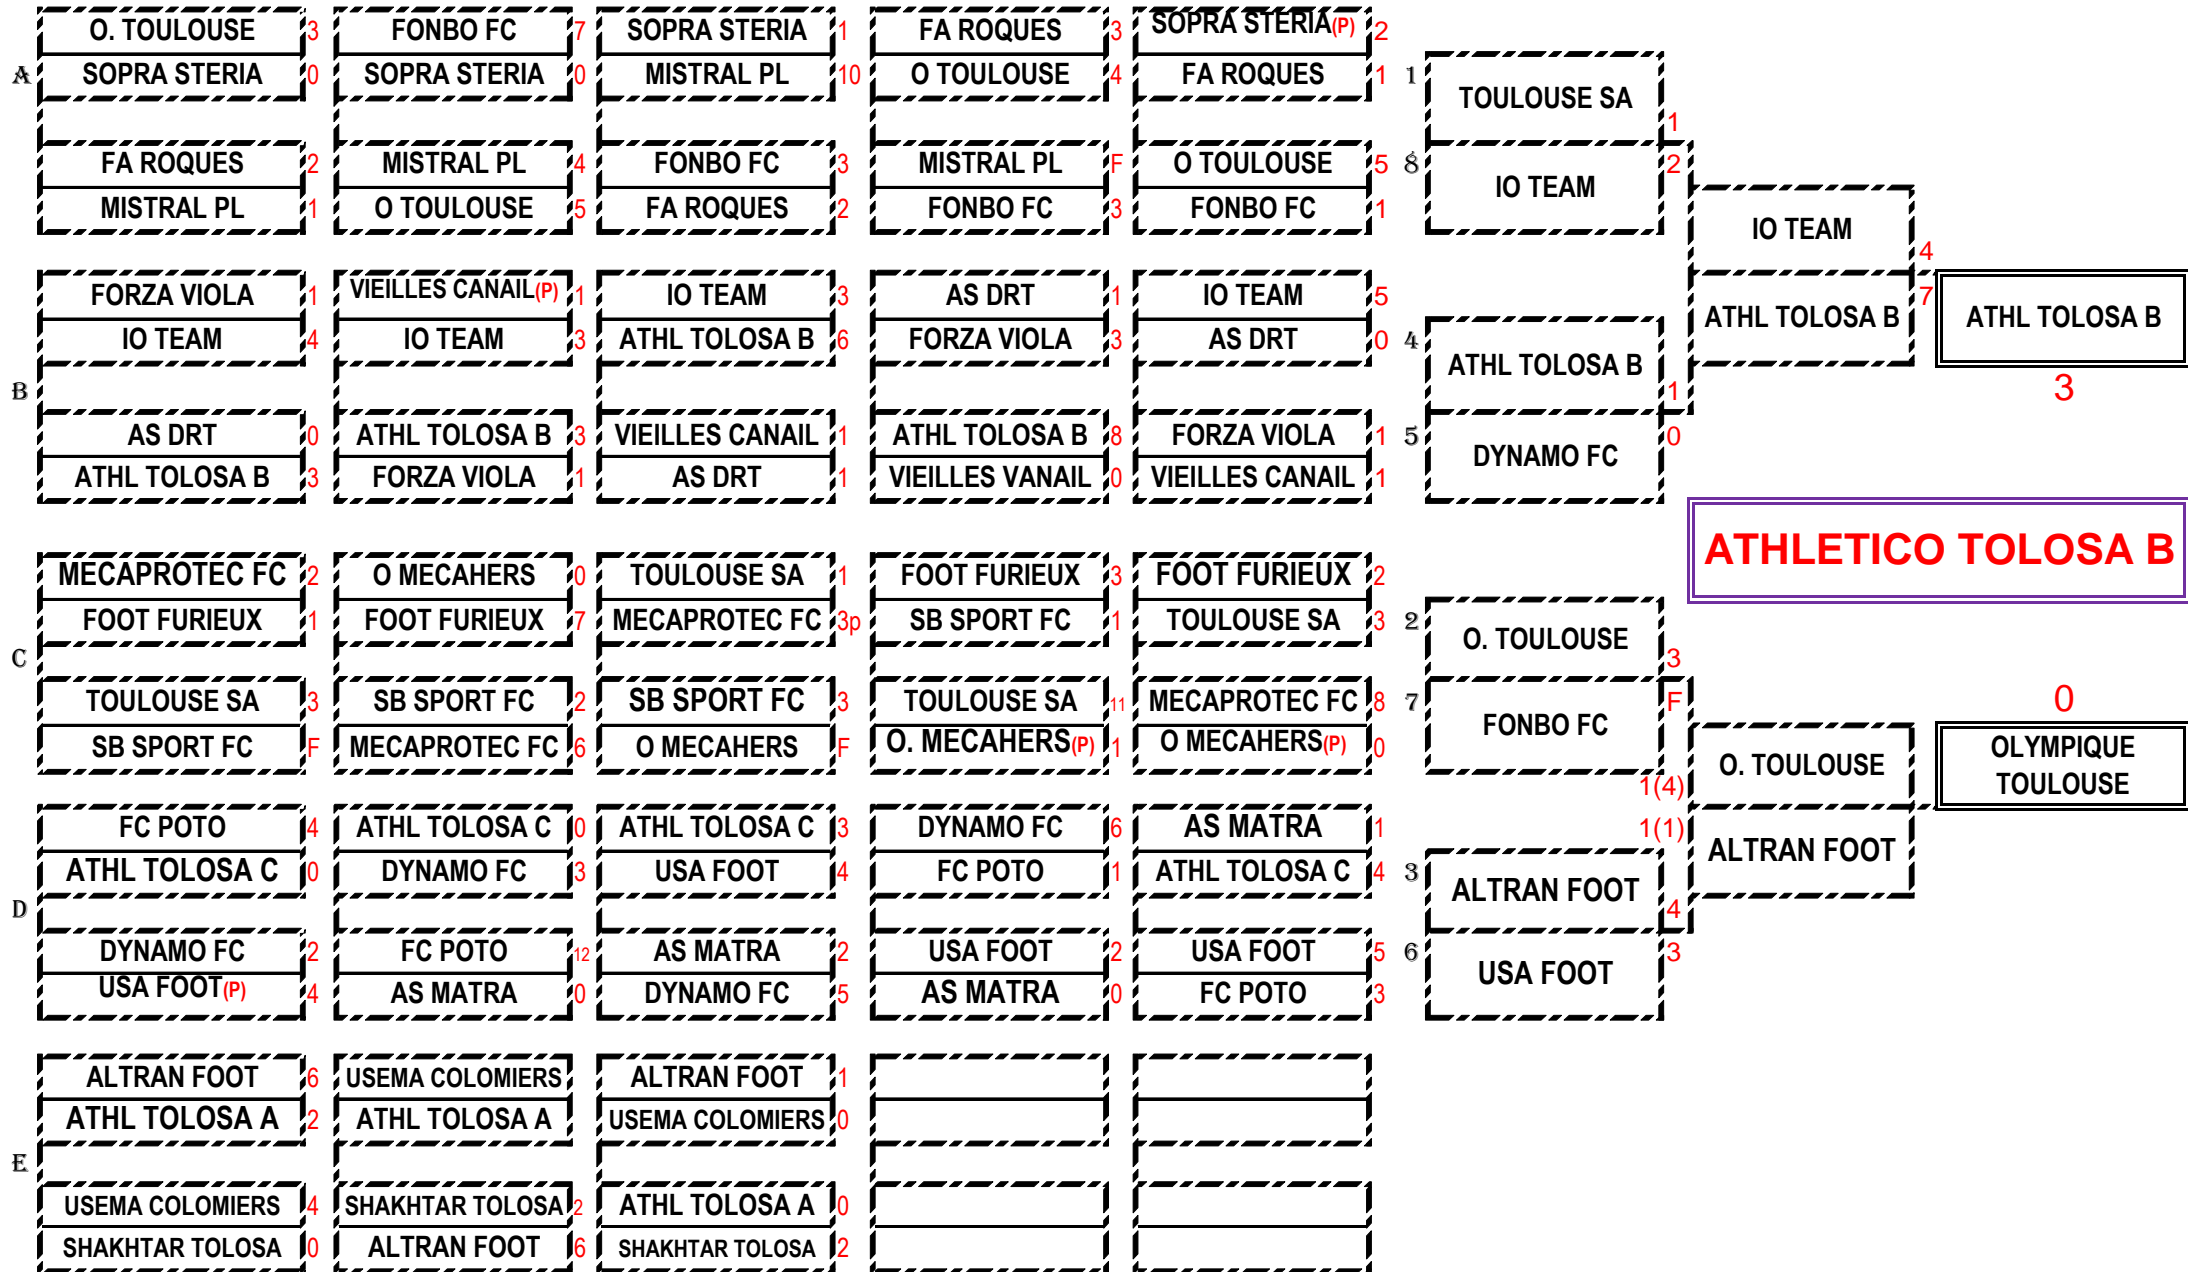 A
O. TOULOUSE 3
SOPRA STERIA 0
FA ROQUES 2
MISTRAL PL 1
FONBO FC 7
SOPRA STERIA 0
MISTRAL PL 4
O TOULOUSE 5
SOPRA STERIA 1
MISTRAL PL 10
FONBO FC 3
FA ROQUES 2
FA ROQUES 3
O TOULOUSE 4
MISTRAL PL F
FONBO FC 3
SOPRA STERIA(P) 2
FA ROQUES 1
O TOULOUSE 5
FONBO FC 1
B
FORZA VIOLA 1
IO TEAM 4
AS DRT 0
ATHL TOLOSA B 3
VIEILLES CANAIL(P) 1
IO TEAM 3
ATHL TOLOSA B 3
FORZA VIOLA 1
IO TEAM 3
ATHL TOLOSA B 6
VIEILLES CANAIL 1
AS DRT 1
AS DRT 1
FORZA VIOLA 3
ATHL TOLOSA B 8
VIEILLES VANAIL 0
IO TEAM 5
AS DRT 0
FORZA VIOLA 1
VIEILLES CANAIL 1
C
MECAPROTEC FC 2
FOOT FURIEUX 1
TOULOUSE SA 3
SB SPORT FC F
O MECAHERS 0
FOOT FURIEUX 7
SB SPORT FC 2
MECAPROTEC FC 6
TOULOUSE SA 1
MECAPROTEC FC 3p
SB SPORT FC 3
O MECAHERS F
FOOT FURIEUX 3
SB SPORT FC 1
TOULOUSE SA 11
O. MECAHERS(P) 1
FOOT FURIEUX 2
TOULOUSE SA 3
MECAPROTEC FC 8
O MECAHERS(P) 0
D
FC POTO 4
ATHL TOLOSA C 0
DYNAMO FC 2
USA FOOT(P) 4
ATHL TOLOSA C 0
DYNAMO FC 3
FC POTO 12
AS MATRA 0
ATHL TOLOSA C 3
USA FOOT 4
AS MATRA 2
DYNAMO FC 5
DYNAMO FC 6
FC POTO 1
USA FOOT 2
AS MATRA 0
AS MATRA 1
ATHL TOLOSA C 4
USA FOOT 5
FC POTO 3
E
ALTRAN FOOT 6
ATHL TOLOSA A 2
USEMA COLOMIERS 4
SHAKHTAR TOLOSA 0
USEMA COLOMIERS
ATHL TOLOSA A
SHAKHTAR TOLOSA 2
ALTRAN FOOT 6
ALTRAN FOOT 1
USEMA COLOMIERS 0
ATHL TOLOSA A 0
SHAKHTAR TOLOSA 2
1 TOULOUSE SA 1
8 IO TEAM 2
4 ATHL TOLOSA B 1
5 DYNAMO FC 0
2 O. TOULOUSE 3
7 FONBO FC F
3 ALTRAN FOOT 4
6 USA FOOT 3
IO TEAM 4
ATHL TOLOSA B 7
1(4) O. TOULOUSE
1(1) ALTRAN FOOT
ATHL TOLOSA B
3
ATHLETICO TOLOSA B
0
OLYMPIQUE
TOULOUSE